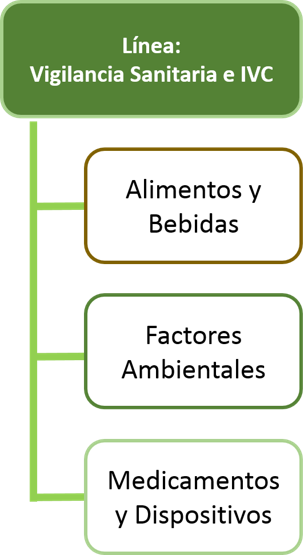 Línea:
Vigilancia Sanitaria e IVC
Alimentos y
Bebidas
Factores
Ambientales
Medicamentos
y Dispositivos